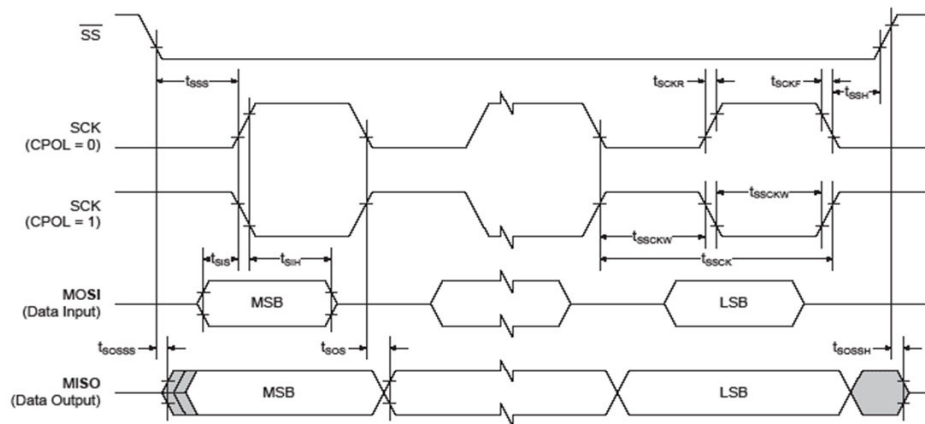 SS
tSSS
tSCKR
tSCKF
tSSH
SCK
(CPOL = 0)
SCK
(CPOL = 1)
tSSCKW
tSSCKW
tSSCK
tSIS
tSIH
MOSI
(Data Input)
MSB
LSB
tSOSSS
tSOS
tSOSSH
MISO
(Data Output)
MSB
LSB